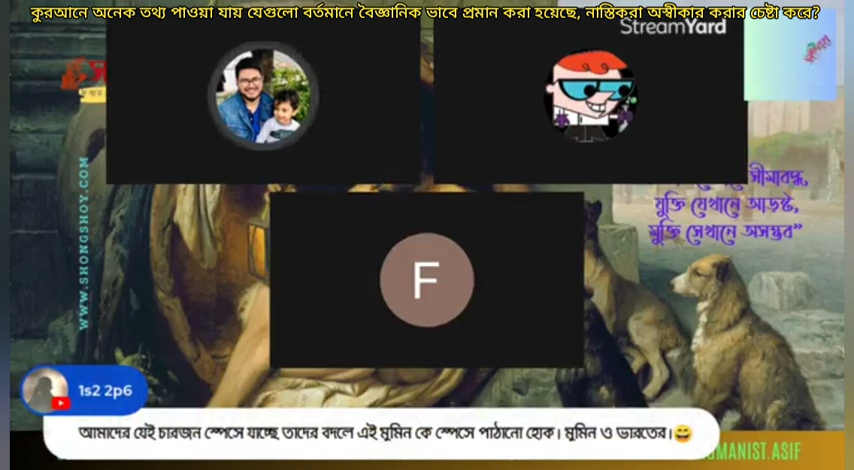 কুরআনে অনেক তথ্য পাওয়া যায় যেগুলো বর্তমানে বৈজ্ঞানিক ভাবে প্রমান করা হয়েছে, নাস্তিকরা অস্বীকার করার চেষ্টা করে?
StreamYard
সীমাবদ্ধ,
যুক্তি যেখানে আড়ষ্ট,
মুক্তি সেখানে অসম্ভব”
WWW.SHONGSHOY.COM
F
1s2 2p6
আমাদের যেই চারজন স্পেসে যাচ্ছে তাদের বদলে এই মুমিন কে স্পেসে পাঠানো হোক। মুমিন ও ভারতের।😄
MANIST.ASIF